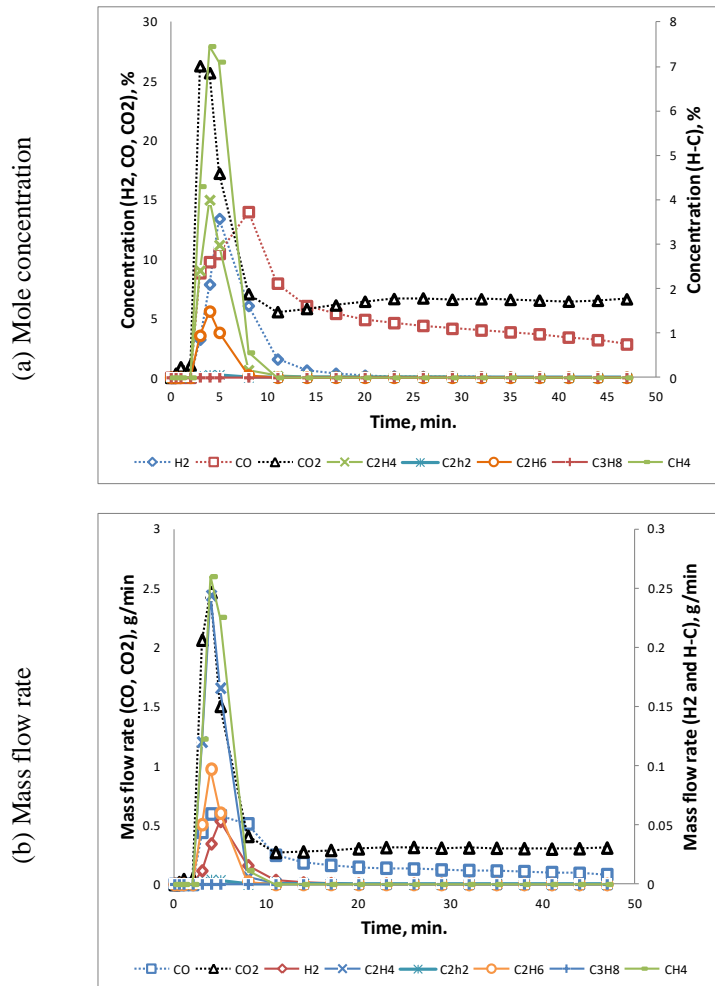 (a) Mole concentration
Concentration (H2, CO, CO2), %
30
25
20
15
10
5
0
8
7
6
5
4
3
2
1
0
Concentration (H-C), %
0 5 10 15 20 25 30 35 40 45 50
Time, min.
H2 CO CO2 C2H4 C2h2 C2H6 C3H8 CH4
(b) Mass flow rate
Mass flow rate (CO, CO2), g/min
3
2.5
2
1.5
1
0.5
0
0.3
0.25
0.2
0.15
0.1
0.05
0
Mass flow rate (H2 and H-C), g/min
0 10 20 30 40 50
Time, min.
CO CO2 H2 C2H4 C2h2 C2H6 C3H8 CH4